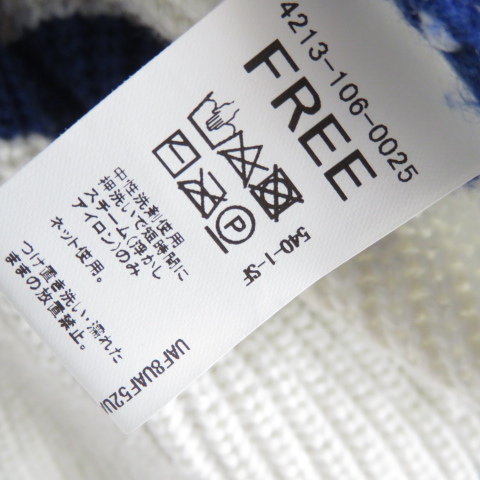 4213-106-0025
FREE
P
540-1-SF
中性洗剤使用
押洗いで短時間に
スチーム(浮かし
アイロン)のみ
ネット使用。
つけ置き洗い・濡れた
ままの放置禁止。
UAF8UAF52U